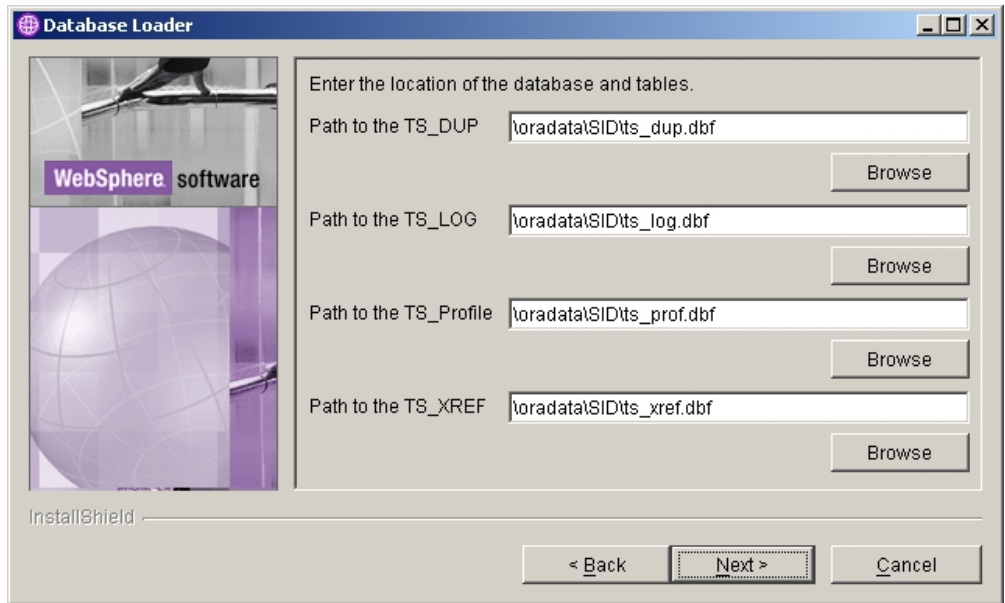 Database Loader
WebSphere software
Enter the location of the database and tables.
Path to the TS_DUP \oradata\SID\ts_dup.dbf
Browse
Path to the TS_LOG \oradata\SID\ts_log.dbf
Browse
Path to the TS_Profile \oradata\SID\ts_prof.dbf
Browse
Path to the TS_XREF \oradata\SID\ts_xref.dbf
Browse
InstallShield
< Back Next > Cancel